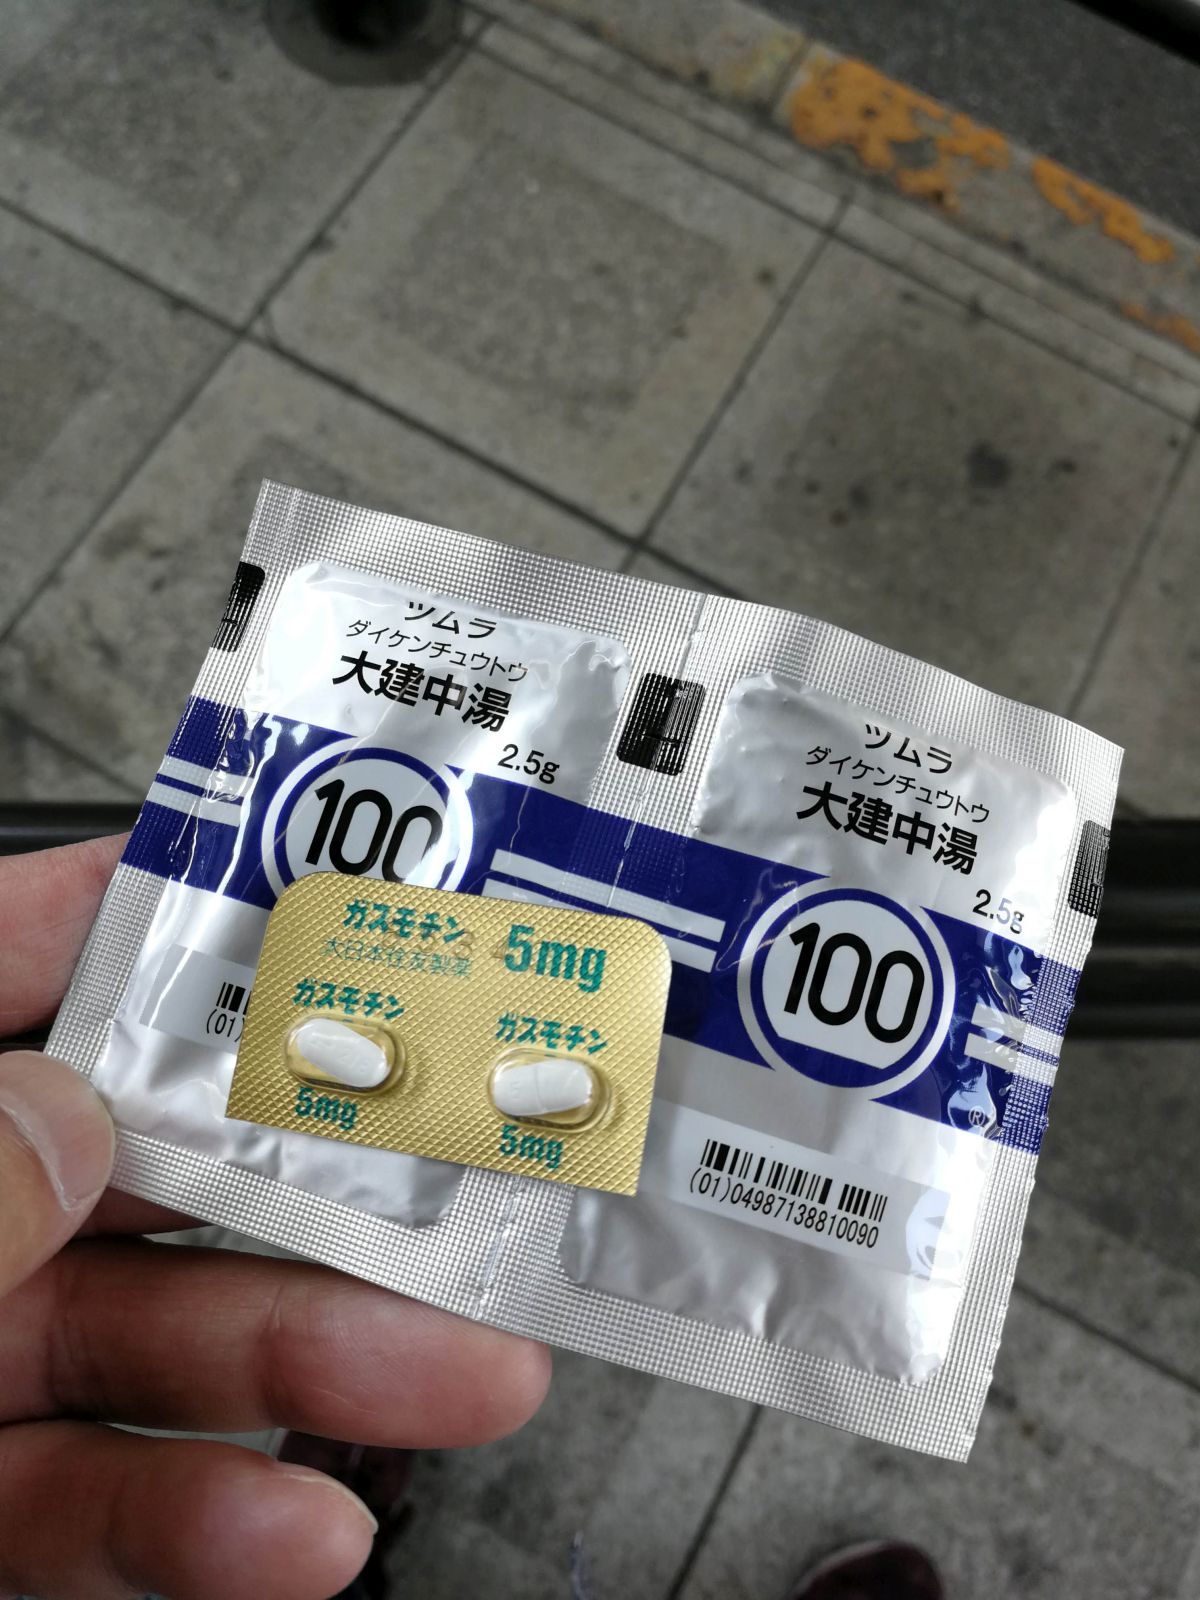 ツムラ
ダイケンチュウトウ
大建中湯
2.5g
100
(01)
ツムラ
ダイケンチュウトウ
大建中湯
2.5g
100
®
(01)04987138810090
ガスモチン 5mg
大日本住友製薬
ガスモチン
5mg
ガスモチン
5mg